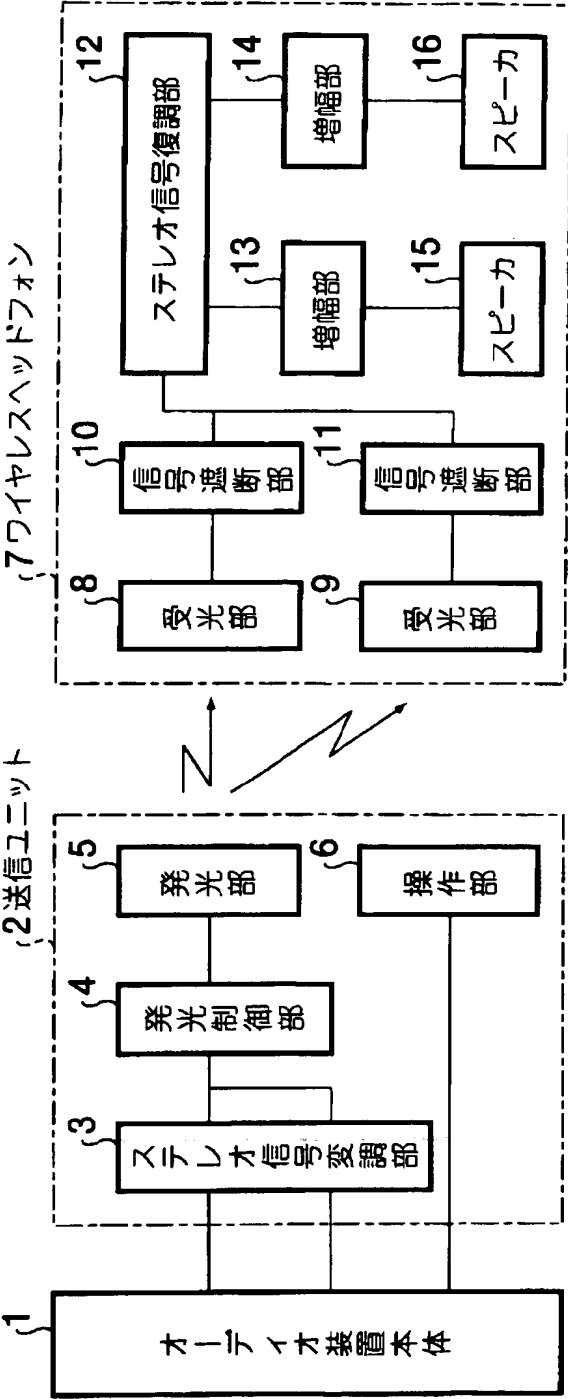 1
オーディオ装置本体
2送信ユニット
3
ステレオ信号変調部
4
発光制御部
5
発光部
6
操作部
7ワイヤレスヘッドフォン
8
受光部
9
受光部
10
信号遮断部
11
信号遮断部
12
ステレオ信号復調部
13
増幅部
14
増幅部
15
スピーカ
16
スピーカ